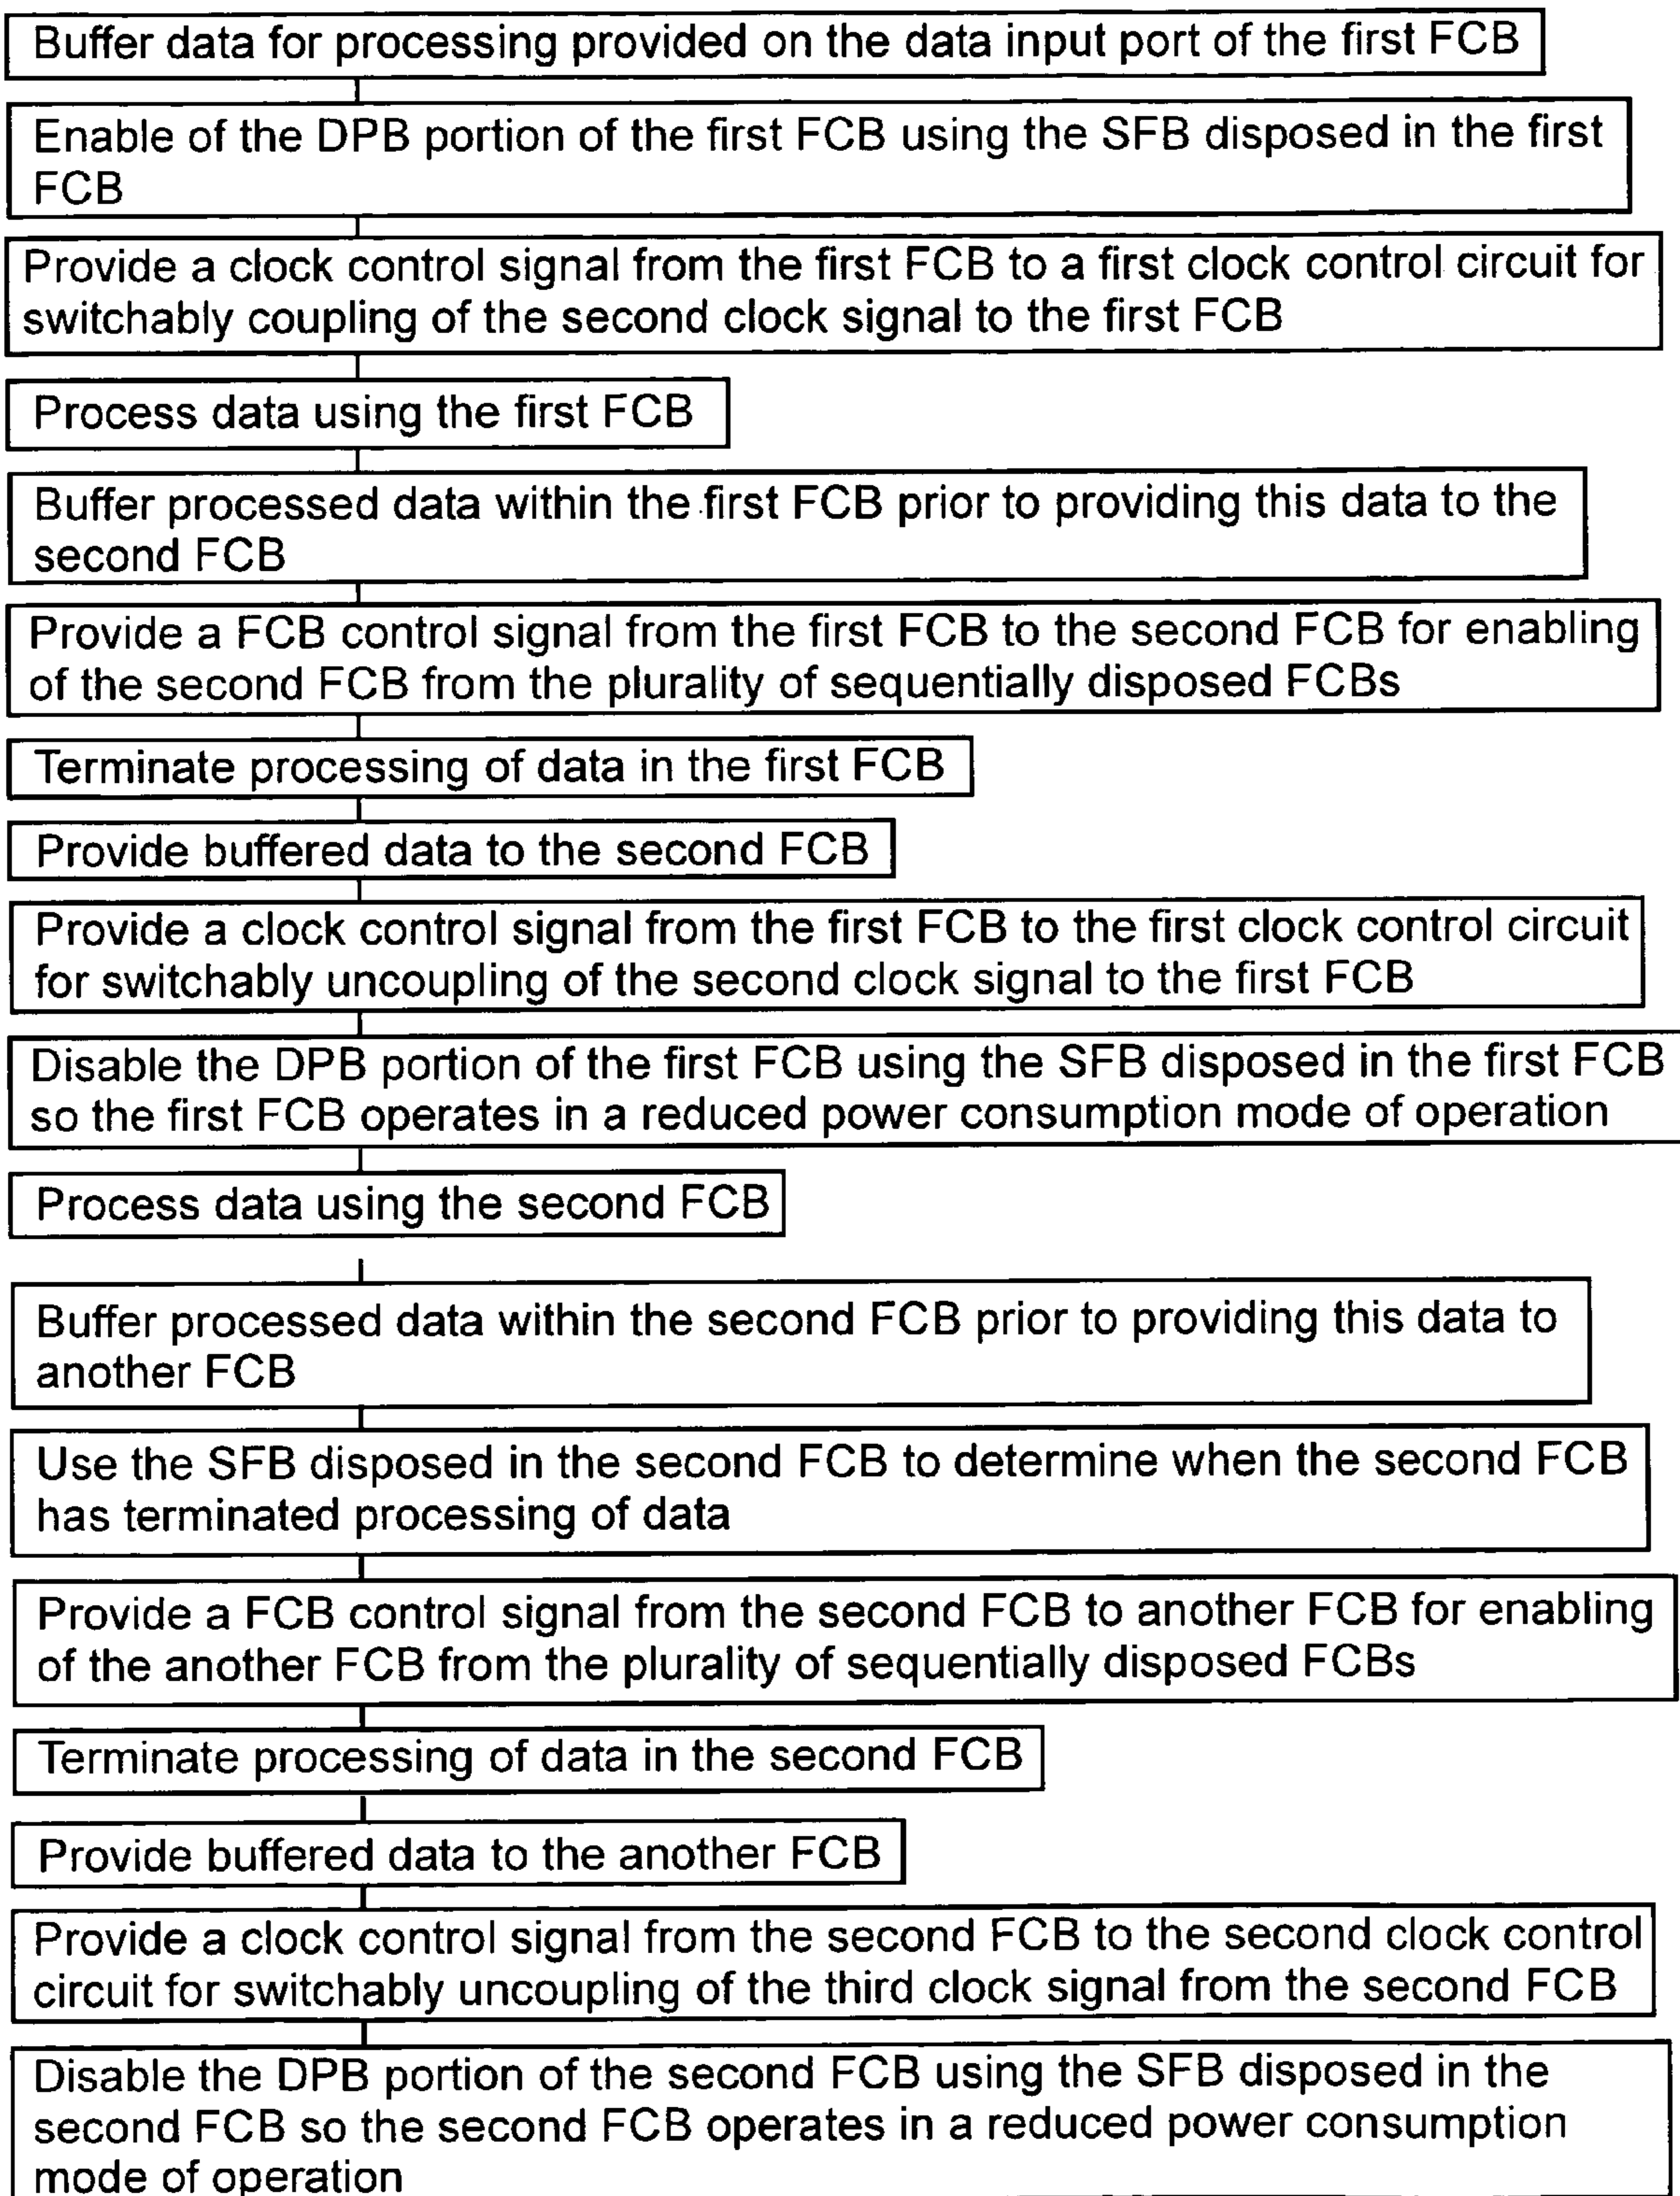 Buffer data for processing provided on the data input port of the first FCB
Enable of the DPB portion of the first FCB using the SFB disposed in the first
FCB
Provide a clock control signal from the first FCB to a first clock control circuit for
switchably coupling of the second clock signal to the first FCB
Process data using the first FCB
Buffer processed data within the first FCB prior to providing this data to the
second FCB
Provide a FCB control signal from the first FCB to the second FCB for enabling
of the second FCB from the plurality of sequentially disposed FCBs
Terminate processing of data in the first FCB
Provide buffered data to the second FCB
Provide a clock control signal from the first FCB to the first clock control circuit
for switchably uncoupling of the second clock signal to the first FCB
Disable the DPB portion of the first FCB using the SFB disposed in the first FCB
so the first FCB operates in a reduced power consumption mode of operation
Process data using the second FCB
Buffer processed data within the second FCB prior to providing this data to
another FCB
Use the SFB disposed in the second FCB to determine when the second FCB
has terminated processing of data
Provide a FCB control signal from the second FCB to another FCB for enabling
of the another FCB from the plurality of sequentially disposed FCBs
Terminate processing of data in the second FCB
Provide buffered data to the another FCB
Provide a clock control signal from the second FCB to the second clock control
circuit for switchably uncoupling of the third clock signal from the second FCB
Disable the DPB portion of the second FCB using the SFB disposed in the
second FCB so the second FCB operates in a reduced power consumption
mode of operation